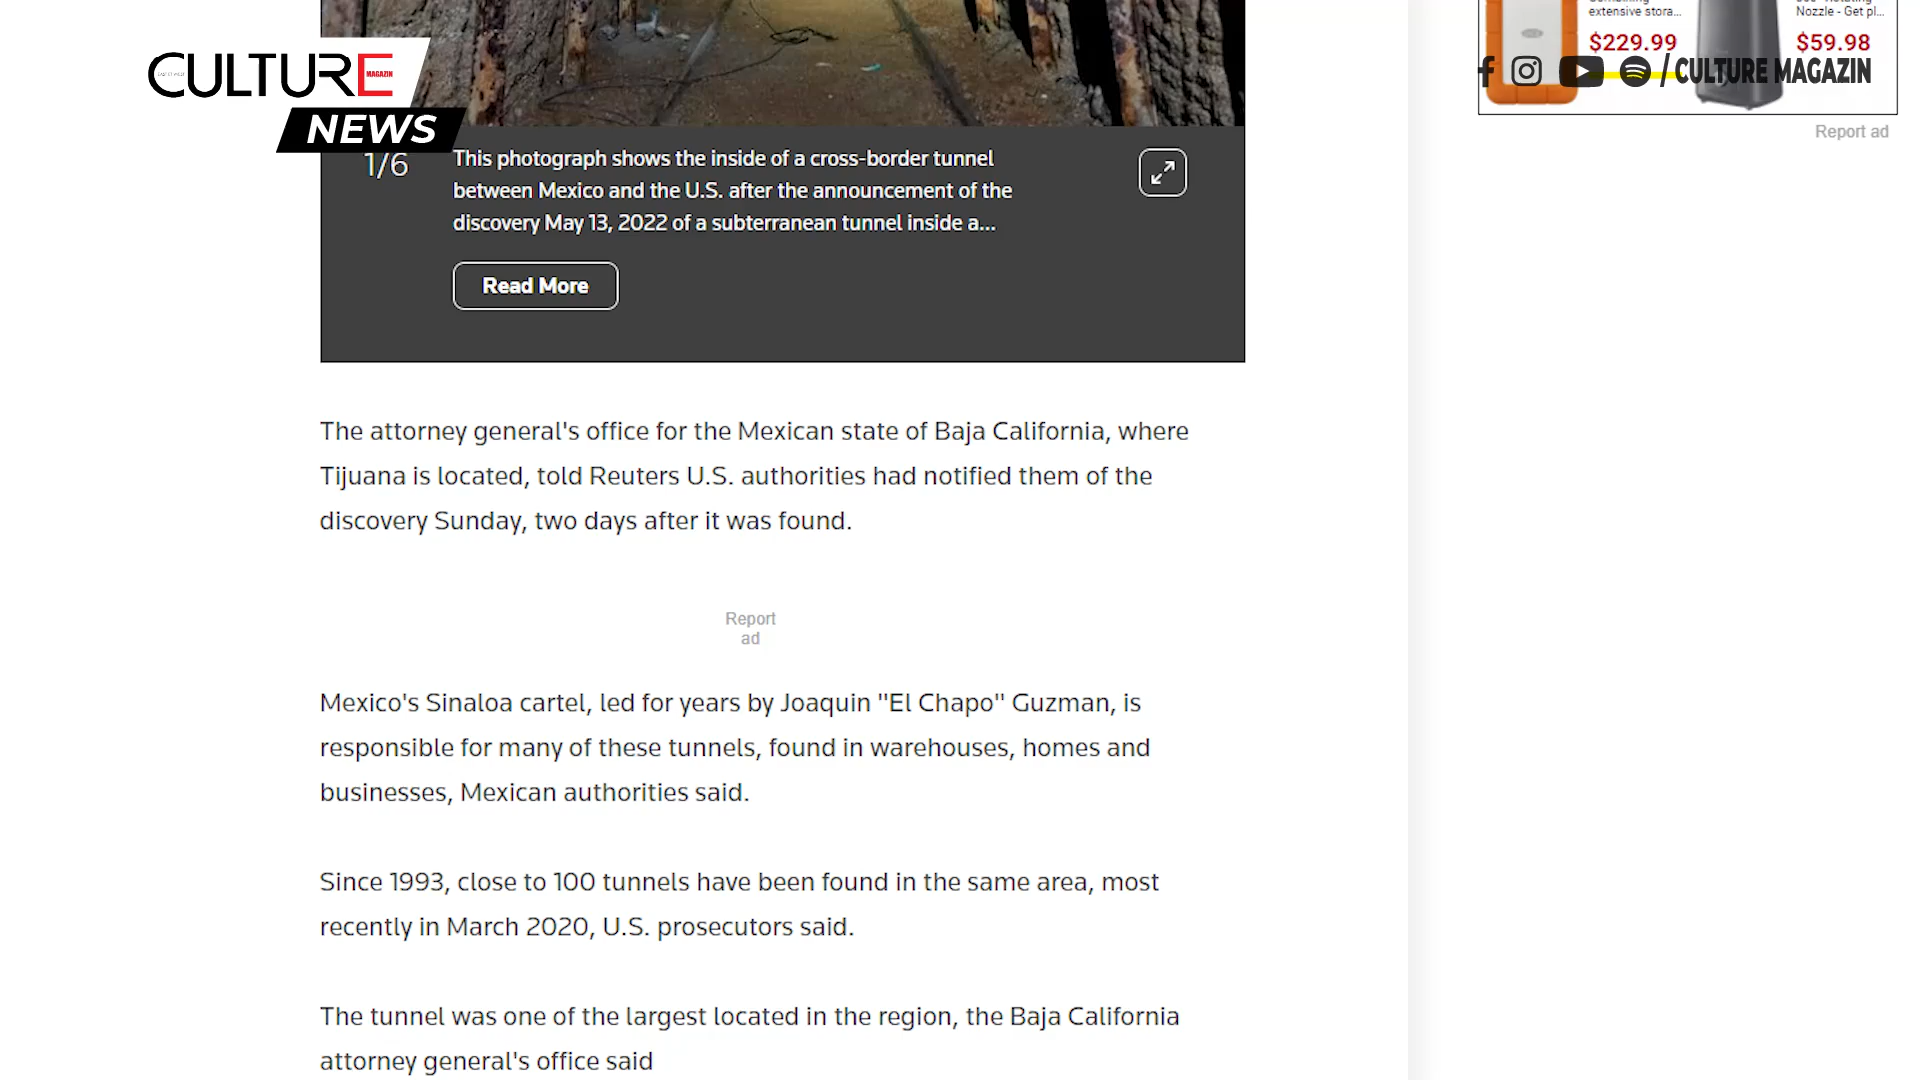 CULTURE
MAGAZIN
NEWS
extensive stora...
$229.99
Nozzle - Get pl...
$59.98
/ CULTURE MAGAZIN
Report ad
1/6
This photograph shows the inside of a cross-border tunnel
between Mexico and the U.S. after the announcement of the
discovery May 13, 2022 of a subterranean tunnel inside a...
Read More
The attorney general's office for the Mexican state of Baja California, where
Tijuana is located, told Reuters U.S. authorities had notified them of the
discovery Sunday, two days after it was found.
Report
ad
Mexico's Sinaloa cartel, led for years by Joaquin "El Chapo" Guzman, is
responsible for many of these tunnels, found in warehouses, homes and
businesses, Mexican authorities said.
Since 1993, close to 100 tunnels have been found in the same area, most
recently in March 2020, U.S. prosecutors said.
The tunnel was one of the largest located in the region, the Baja California
attorney general's office said